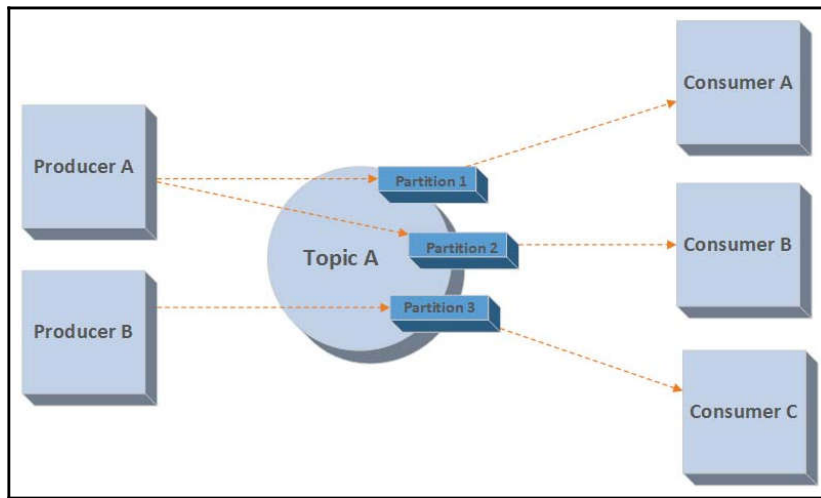 Producer A
Producer B
Topic A
Partition 1
Partition 2
Partition 3
Consumer A
Consumer B
Consumer C